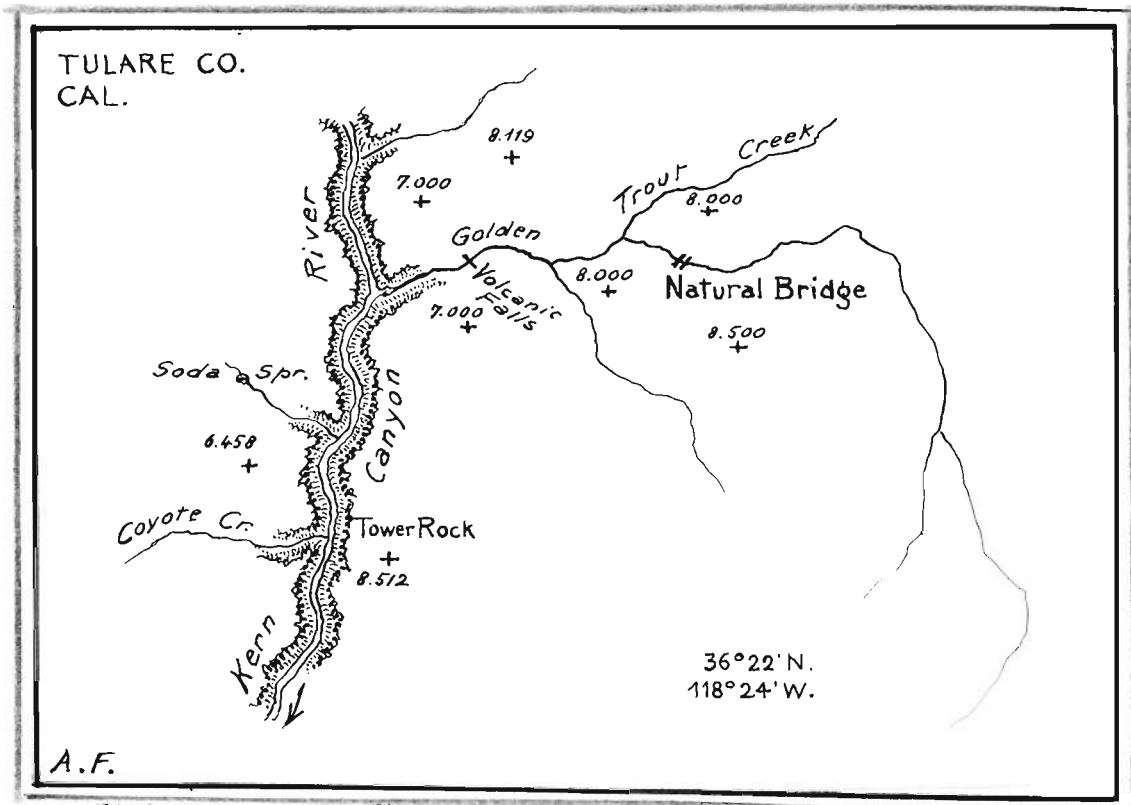 TULARE CO.
CAL.
8.119
7.000
Trout Creek
8.000
River
Golden
Volcanic
Falls
8.000
Natural Bridge
7.000
8.500
Soda Spr.
Canyon
6.458
Coyote Cr.
Tower Rock
8.512
Kern
36°22'N.
118°24'W.
A.F.